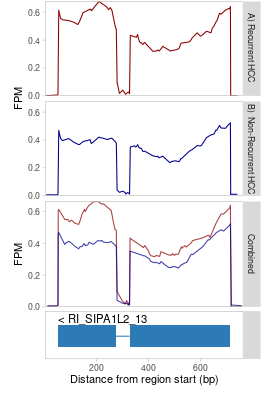 0.6
0.4
0.2
0.0
A) Recurrent HCC
FPM
0.6
0.4
0.2
0.0
B) Non-Recurrent HCC
0.6
0.4
0.2
0.0
FPM
Combined
< RI_SIPA1L2_13
200
400
600
Distance from region start (bp)